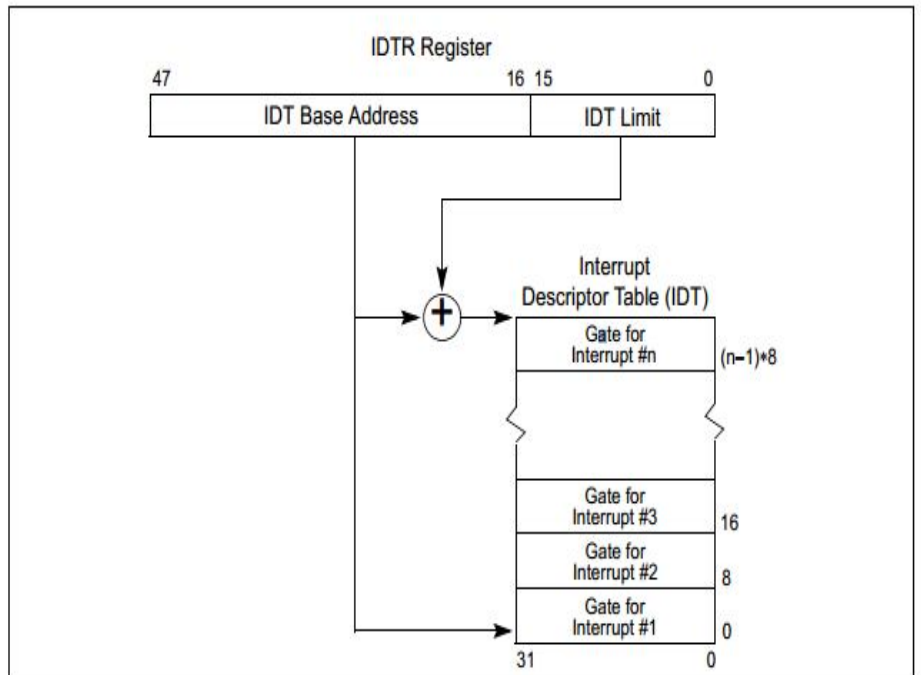 IDTR Register
47 16 15 0
IDT Base Address IDT Limit
+
Interrupt
Descriptor Table (IDT)
Gate for
Interrupt #n
(n−1)*8
Gate for
Interrupt #3
16
Gate for
Interrupt #2
8
Gate for
Interrupt #1
0
31 0